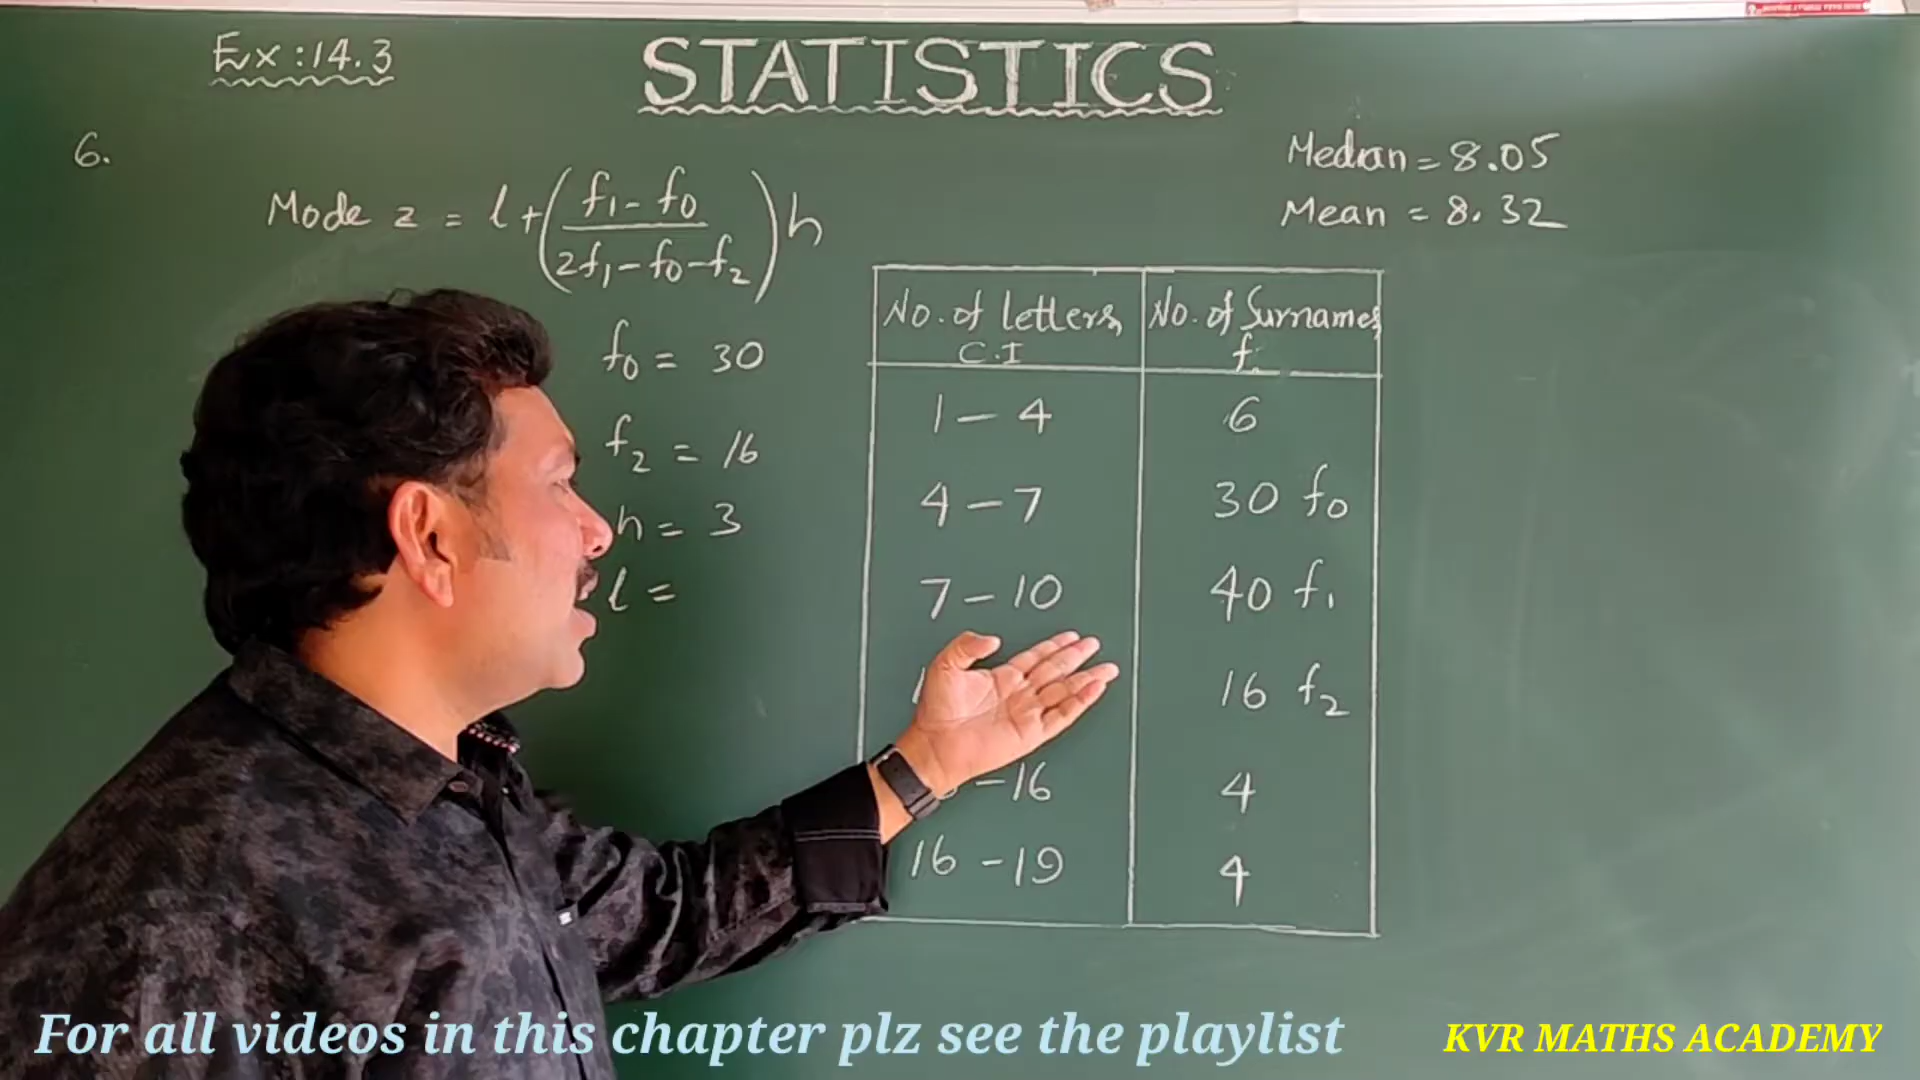 Ex:14.3
STATISTICS
6.
Median = 8.05
Mean = 8.32
Mode z = l+(f1-f0/2f1-f0-f2)h
f0 = 30
f2 = 16
h = 3
l =
No. of letters No. of Surnames
C.I f
1-4 6
4-7 30 f0
7-10 40 f1
16 f2
-16 4
16-19 4
For all videos in this chapter plz see the playlist
KVR MATHS ACADEMY